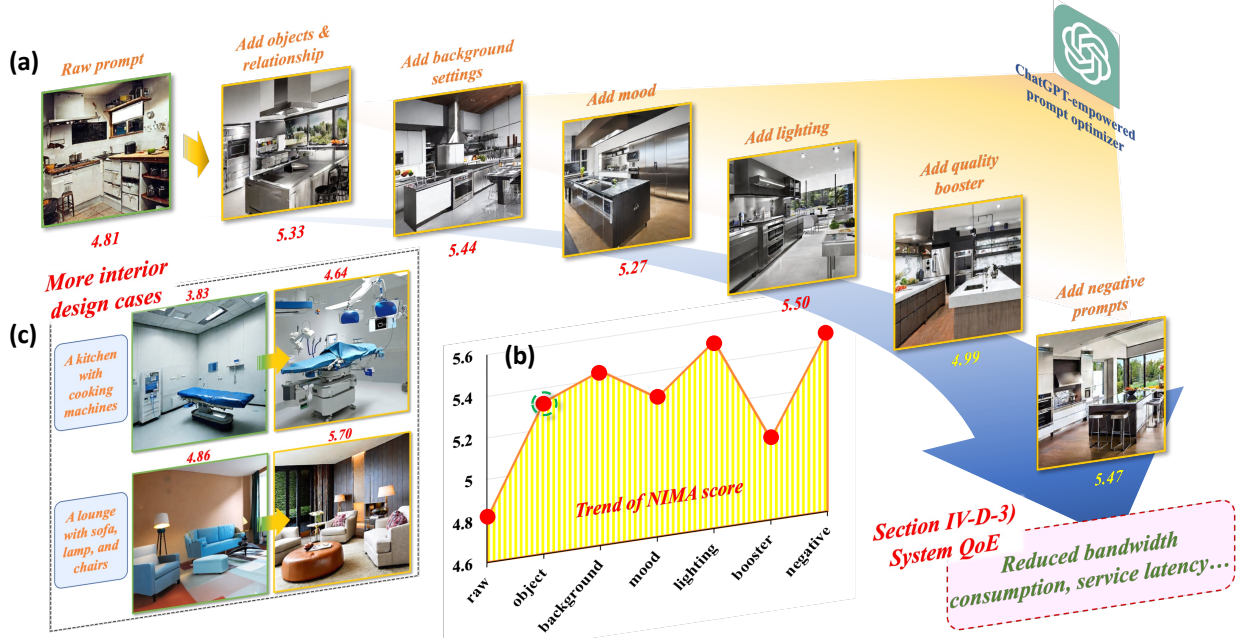 (a)
Raw prompt
4.81
Add objects &
relationship
5.33
Add background
settings
5.44
Add mood
5.27
Add lighting
5.50
Add quality
booster
4.99
Add negative
prompts
5.47
ChatGPT-empowered
prompt optimizer
More interior
design cases
(c)
3.83
4.64
A kitchen
with
cooking
machines
4.86
5.70
A lounge
with sofa,
lamp, and
chairs
(b)
5.6
5.4
5.2
5
4.8
4.6
Trend of NIMA score
raw
object
background
mood
lighting
booster
negative
Section IV-D-3)
System QoE
Reduced bandwidth
consumption, service latency…